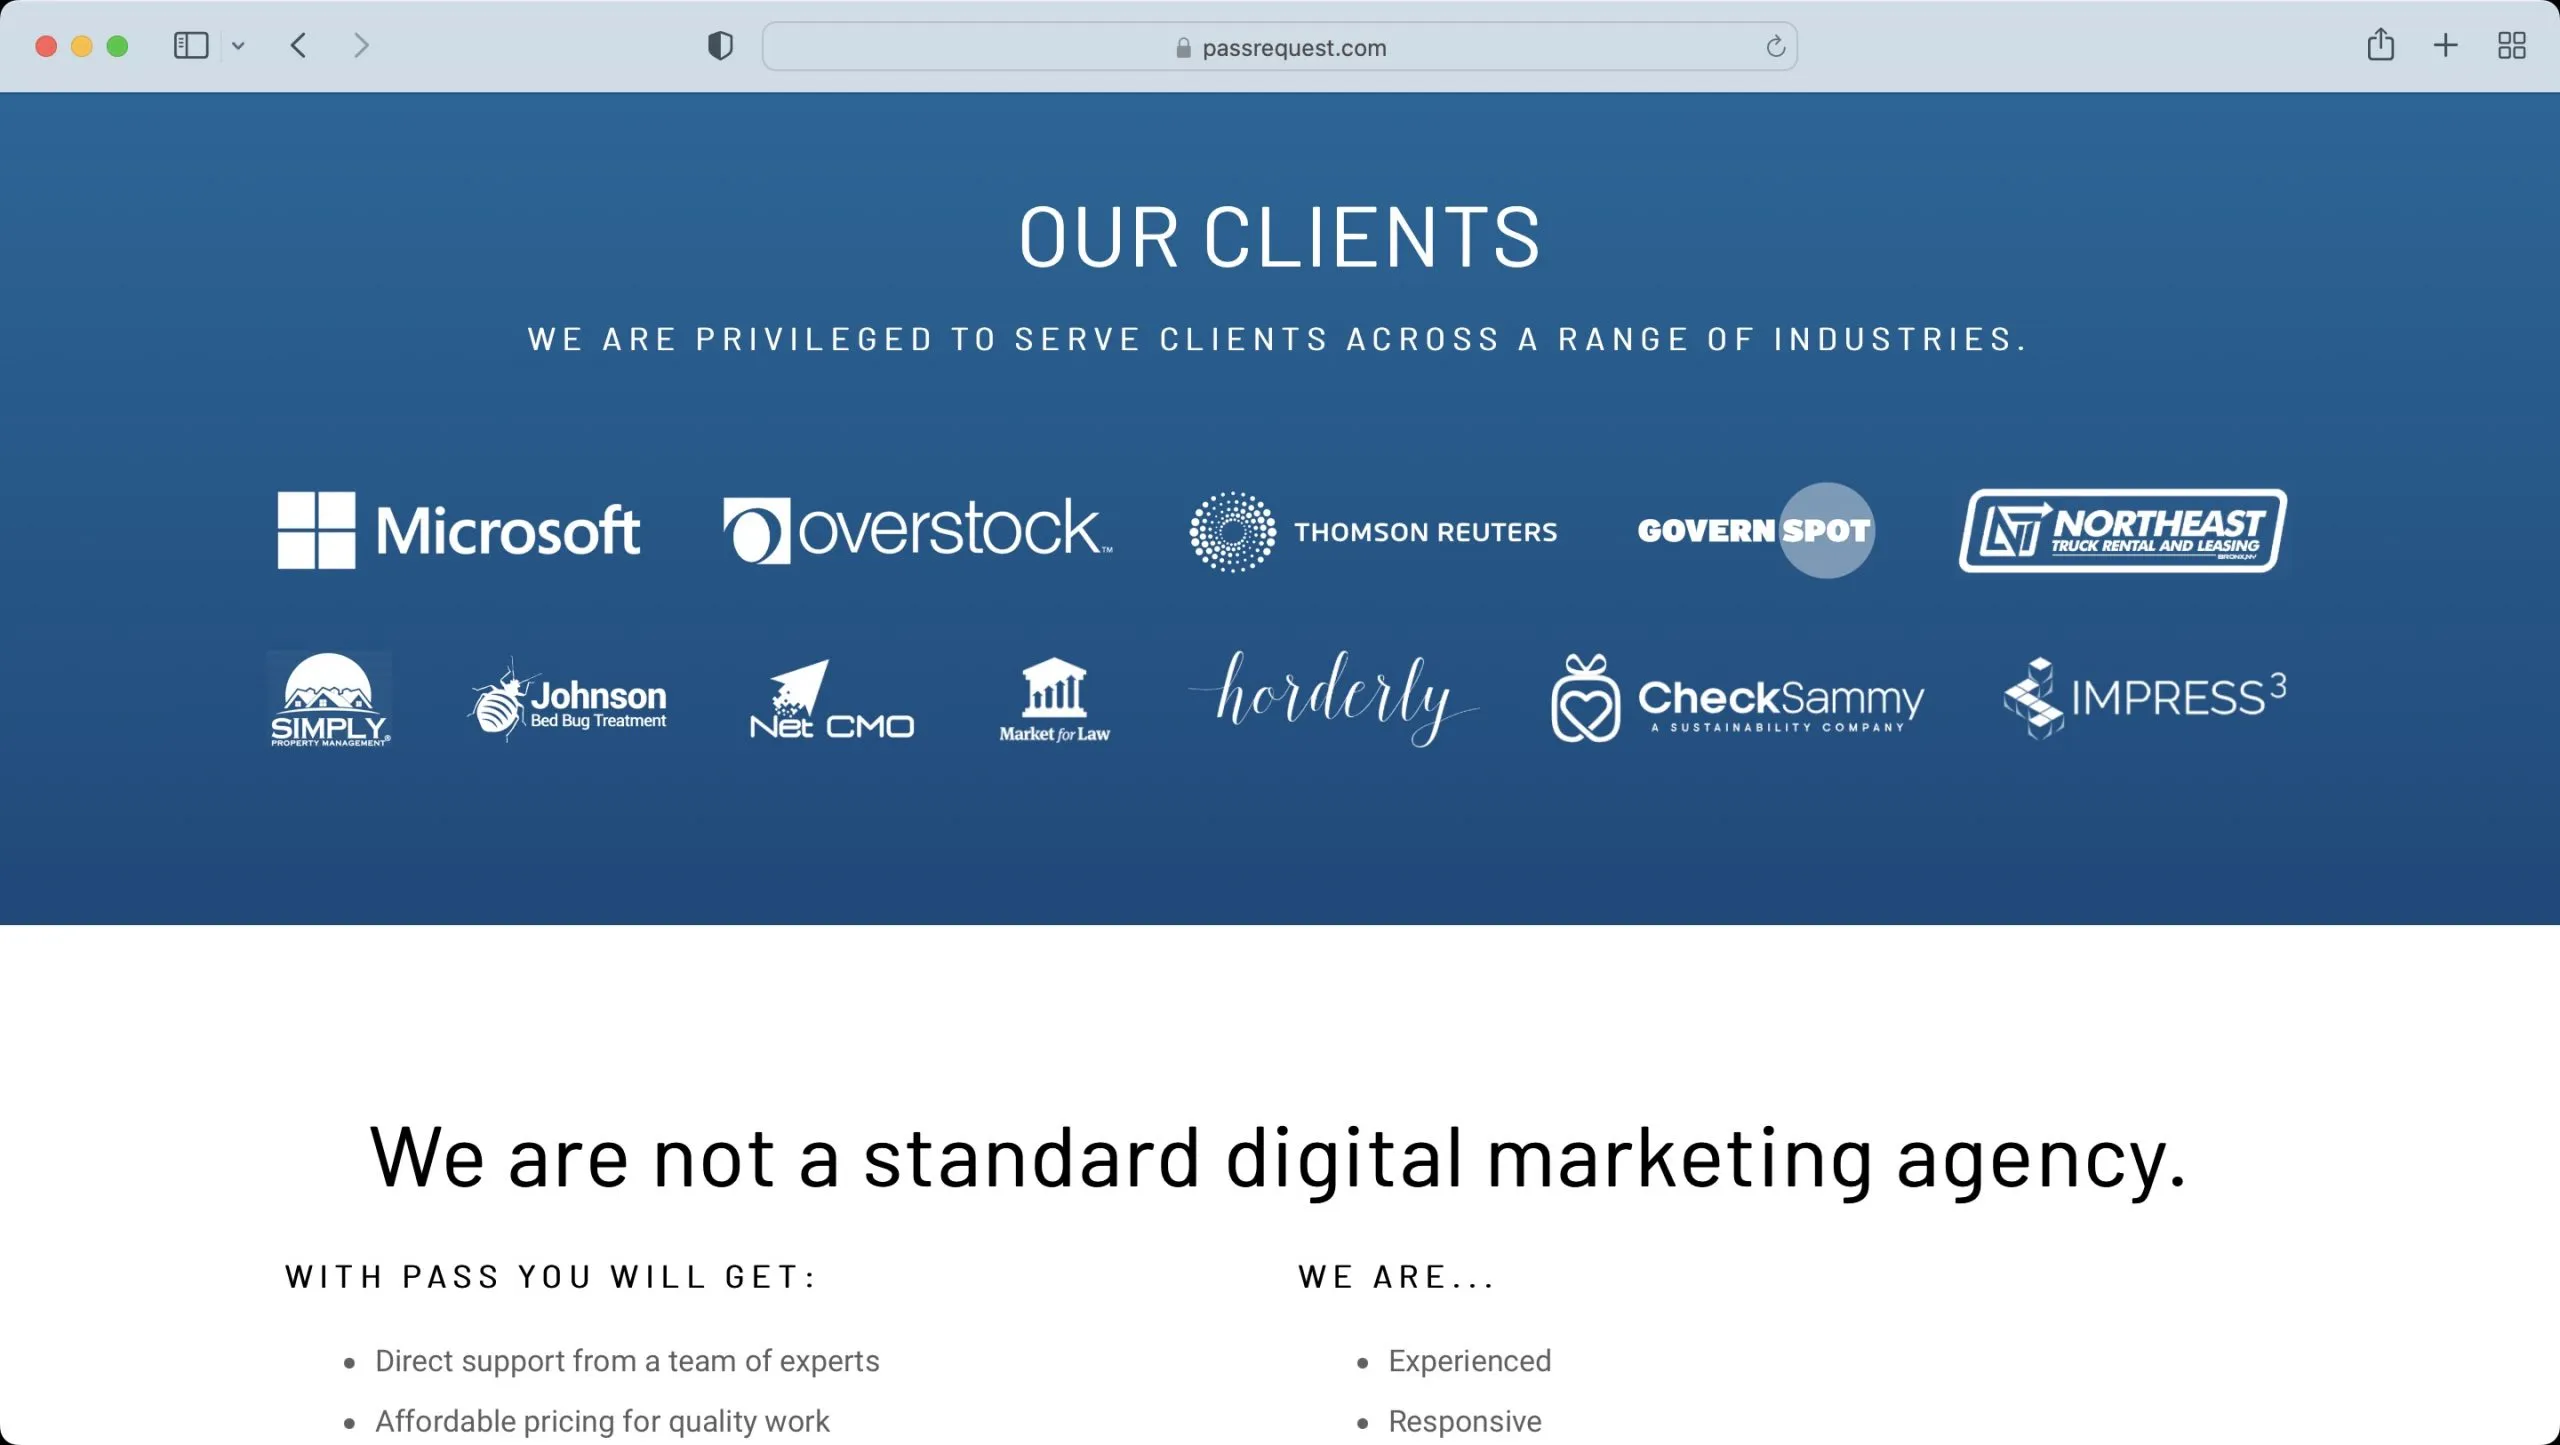 passrequest.com
OUR CLIENTS
WE ARE PRIVILEGED TO SERVE CLIENTS ACROSS A RANGE OF INDUSTRIES.
Microsoft
overstock™
THOMSON REUTERS
GOVERN SPOT
NORTHEAST
TRUCK RENTAL AND LEASING
BRONX, NY
SIMPLY
PROPERTY MANAGEMENT®
Johnson
Bed Bug Treatment
Net CMO
Market for Law
horderly
CheckSammy
A SUSTAINABILITY COMPANY
IMPRESS3
We are not a standard digital marketing agency.
WITH PASS YOU WILL GET:
• Direct support from a team of experts
• Affordable pricing for quality work
WE ARE...
• Experienced
• Responsive